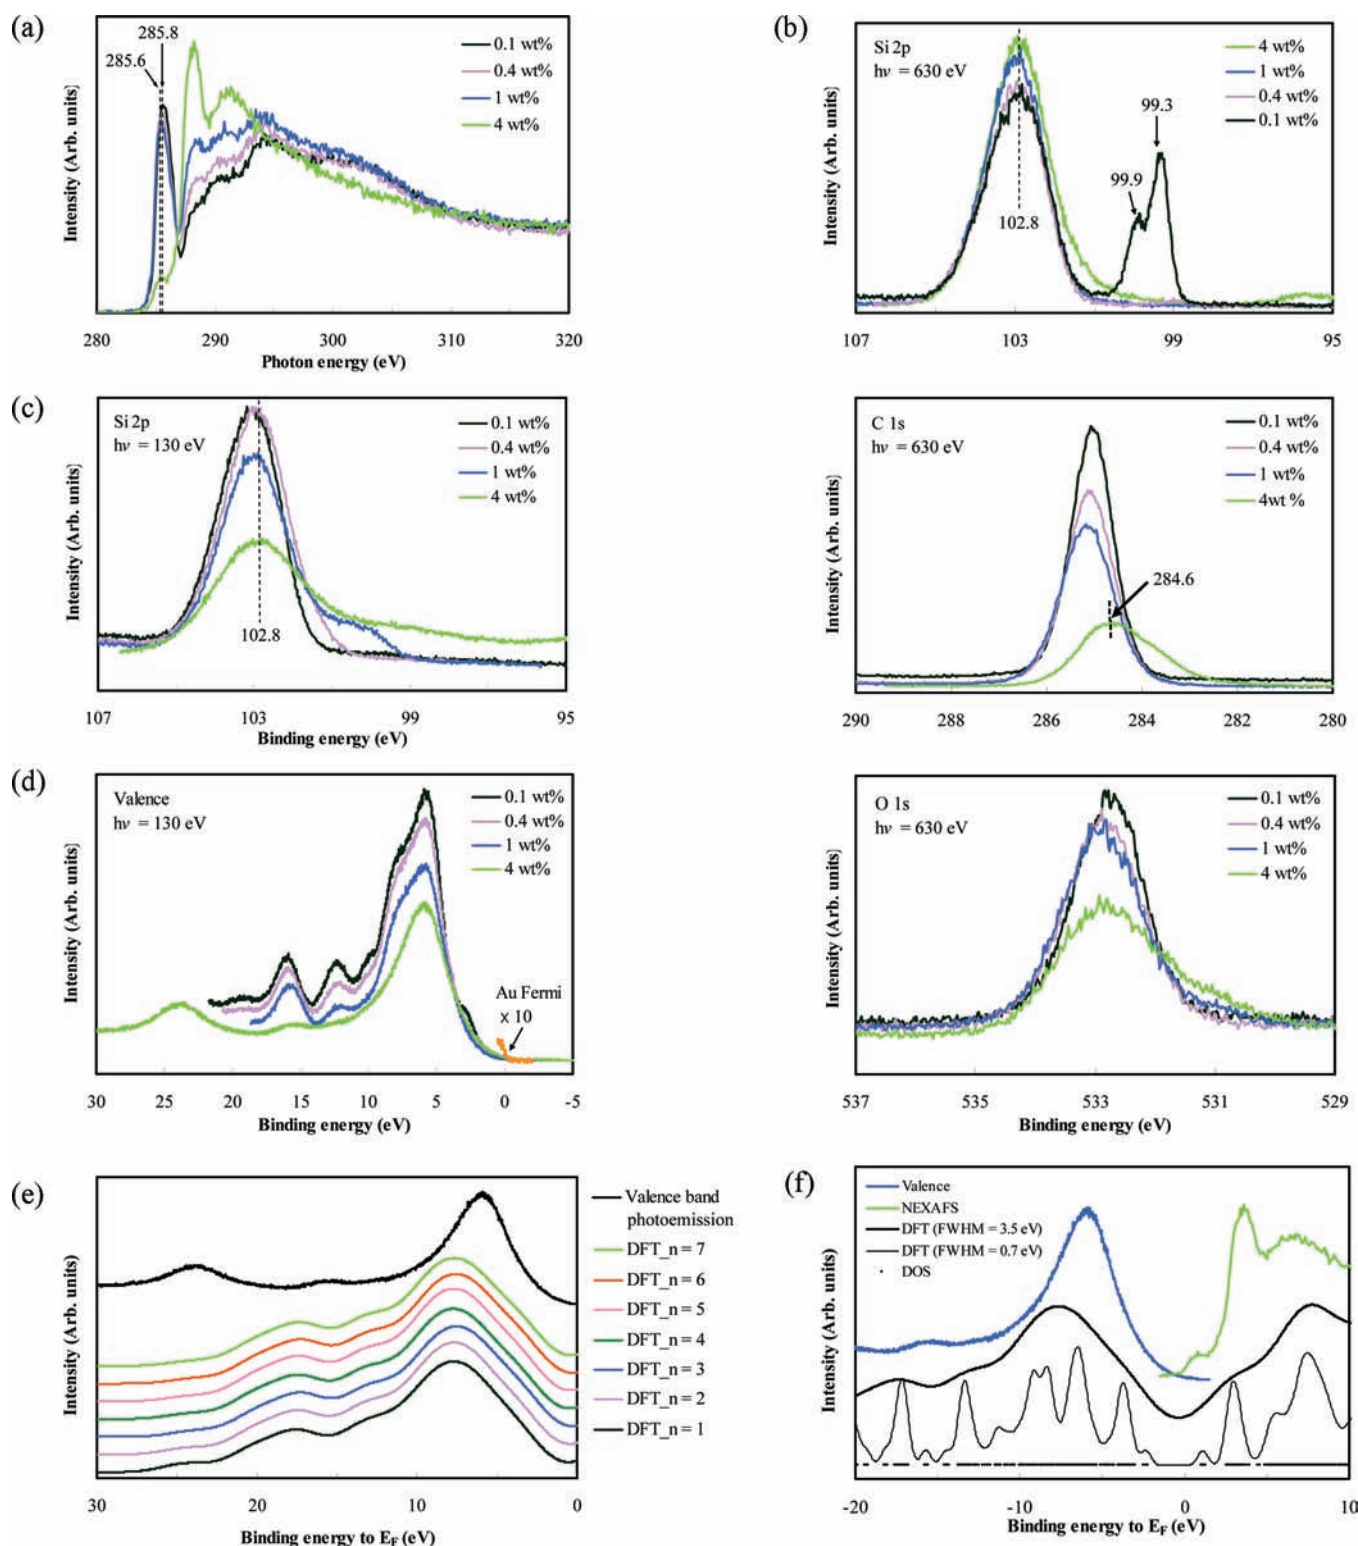 (a)
285.8
285.6
0.1 wt%
0.4 wt%
1 wt%
4 wt%
Intensity (Arb. units)
280
290
300
310
320
Photon energy (eV)
(b)
Si 2p
hν = 630 eV
4 wt%
1 wt%
0.4 wt%
0.1 wt%
99.3
99.9
102.8
Intensity (Arb. units)
107
103
99
95
(c)
Si 2p
hν = 130 eV
0.1 wt%
0.4 wt%
1 wt%
4 wt%
102.8
Intensity (Arb. units)
107
103
99
95
Binding energy (eV)
C 1s
hν = 630 eV
0.1 wt%
0.4 wt%
1 wt%
4wt %
284.6
Intensity (Arb. units)
290
288
286
284
282
280
(d)
Valence
hν = 130 eV
0.1 wt%
0.4 wt%
1 wt%
4 wt%
Au Fermi
x 10
Intensity (Arb. units)
30
25
20
15
10
5
0
-5
Binding energy (eV)
O 1s
hν = 630 eV
0.1 wt%
0.4 wt%
1 wt%
4 wt%
Intensity (Arb. units)
537
535
533
531
529
Binding energy (eV)
(e)
Valence band
photoemission
DFT_n = 7
DFT_n = 6
DFT_n = 5
DFT_n = 4
DFT_n = 3
DFT_n = 2
DFT_n = 1
Intensity (Arb. units)
30
20
10
0
Binding energy to EF (eV)
(f)
Valence
NEXAFS
DFT (FWHM = 3.5 eV)
DFT (FWHM = 0.7 eV)
DOS
Intensity (Arb. units)
-20
-10
0
10
Binding energy to EF (eV)